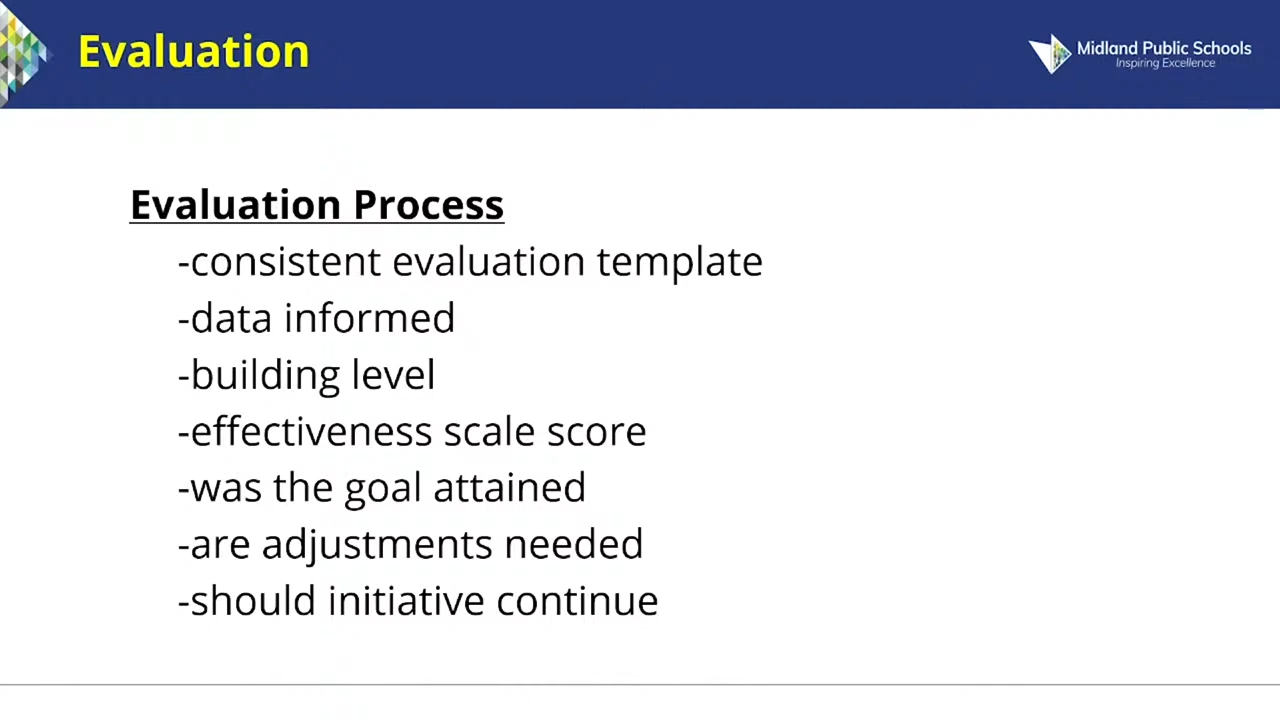 Evaluation
Midland Public Schools
Inspiring Excellence
Evaluation Process
-consistent evaluation template
-data informed
-building level
-effectiveness scale score
-was the goal attained
-are adjustments needed
-should initiative continue